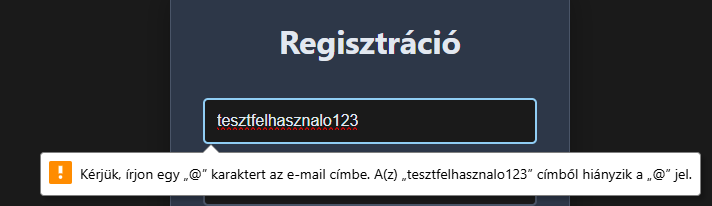 Regisztráció
tesztfelhasznalo123
Kérjük, írjon egy „@” karaktert az e-mail címbe. A(z) „tesztfelhasznalo123” címből hiányzik a „@” jel.